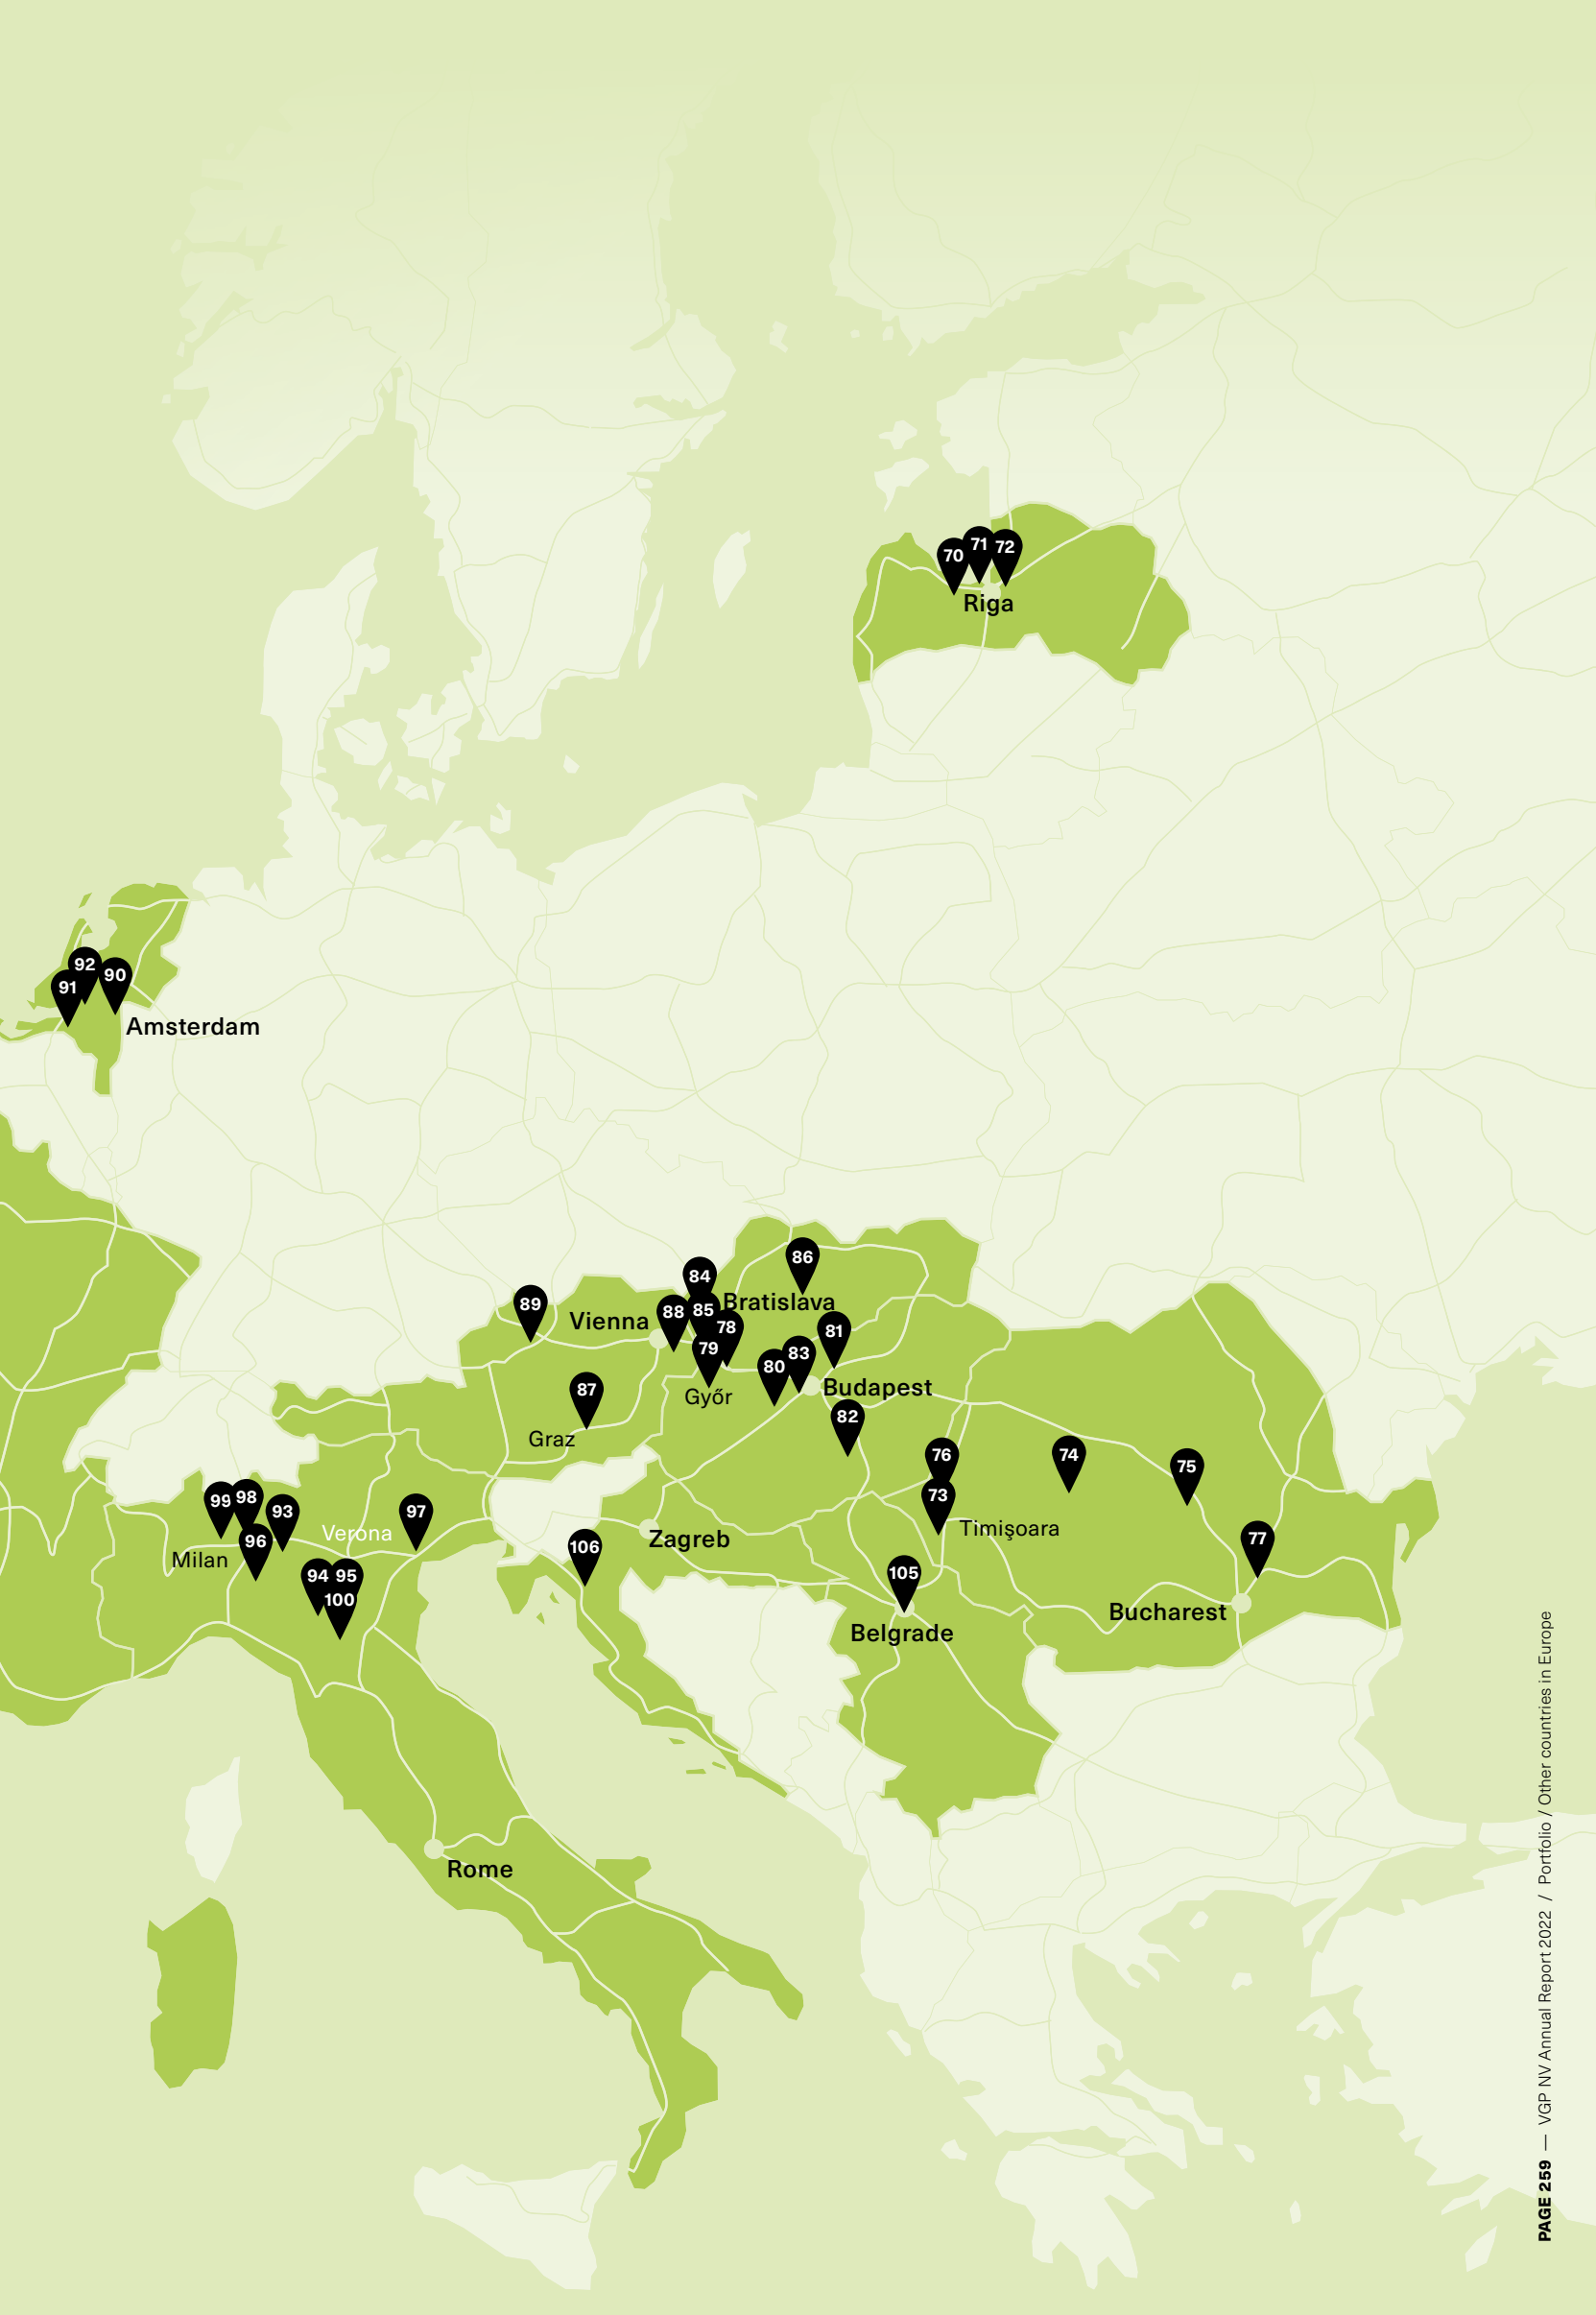 71
72
70
Riga
92
90
91
Amsterdam
86
84
Bratislava
89
88
85
Vienna
78
81
79
83
80
87
Budapest
Győr
82
Graz
76
74
75
73
99
98
93
97
Timişoara
Verona
Zagreb
77
96
106
Milan
105
94
95
100
Bucharest
Belgrade
Rome
PAGE 259 — VGP NV Annual Report 2022 / Portfolio / Other countries in Europe